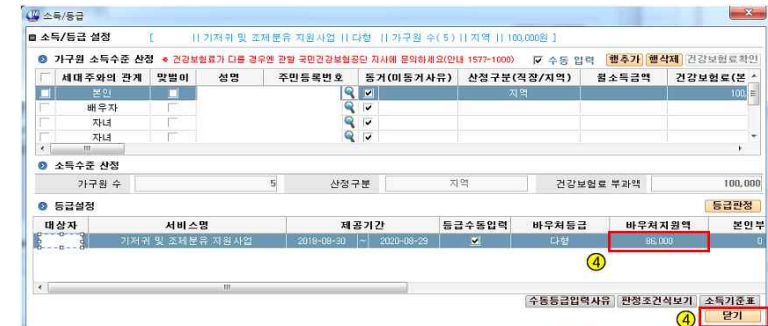 소득/등급
소득/등급 설정 [ || 기저귀 및 조제분유 지원사업 || 다형 || 가구원 수( 5 ) || 지역 || 100,000원 ]
가구원 소득수준 산정 * 건강보험료가 다를 경우엔 관할 국민건강보험공단 지사에 문의하세요(안내 1577-1000) 수동 입력 행추가 행삭제 건강보험료확인
세대주와의 관계 맞벌이 성명 주민등록번호 동거(미동거사유) 산정구분(직장/지역) 월소득금액 건강보험료(본
본인 지역 100,
배우자
자녀
자녀
소득수준 산정
가구원 수 5 산정구분 지역 건강보험료 부과액 100,000
등급설정 등급판정
대상자 서비스명 제공기간 등급수동입력 바우처등급 바우처지원액 본인부
기저귀 및 조제분유 지원사업 2018-08-30 ~ 2020-08-29 다형 86,000 0
④
수동등급입력사유 판정조건식보기 소득기준표
④ 닫기